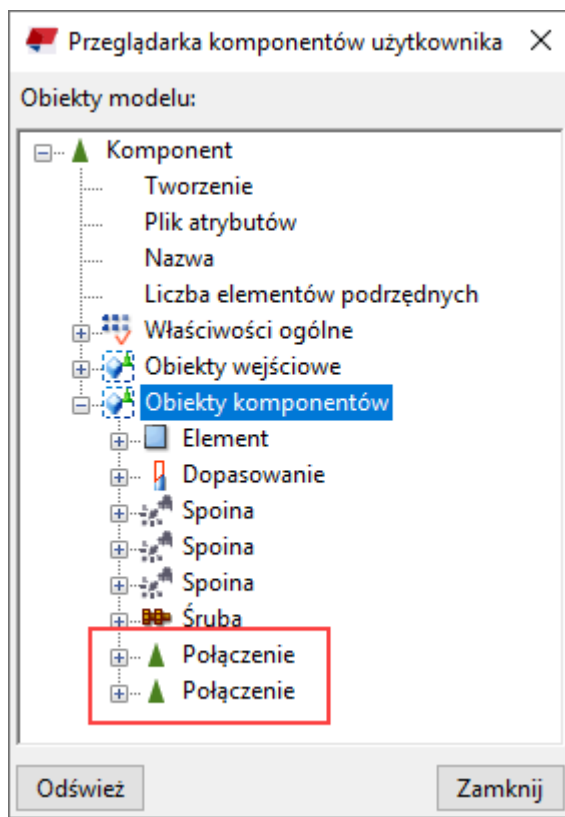 Przeglądarka komponentów użytkownika
Obiekty modelu:
Komponent
Tworzenie
Plik atrybutów
Nazwa
Liczba elementów podrzędnych
Właściwości ogólne
Obiekty wejściowe
Obiekty komponentów
Element
Dopasowanie
Spoina
Spoina
Spoina
Śruba
Połączenie
Połączenie
Odśwież Zamknij